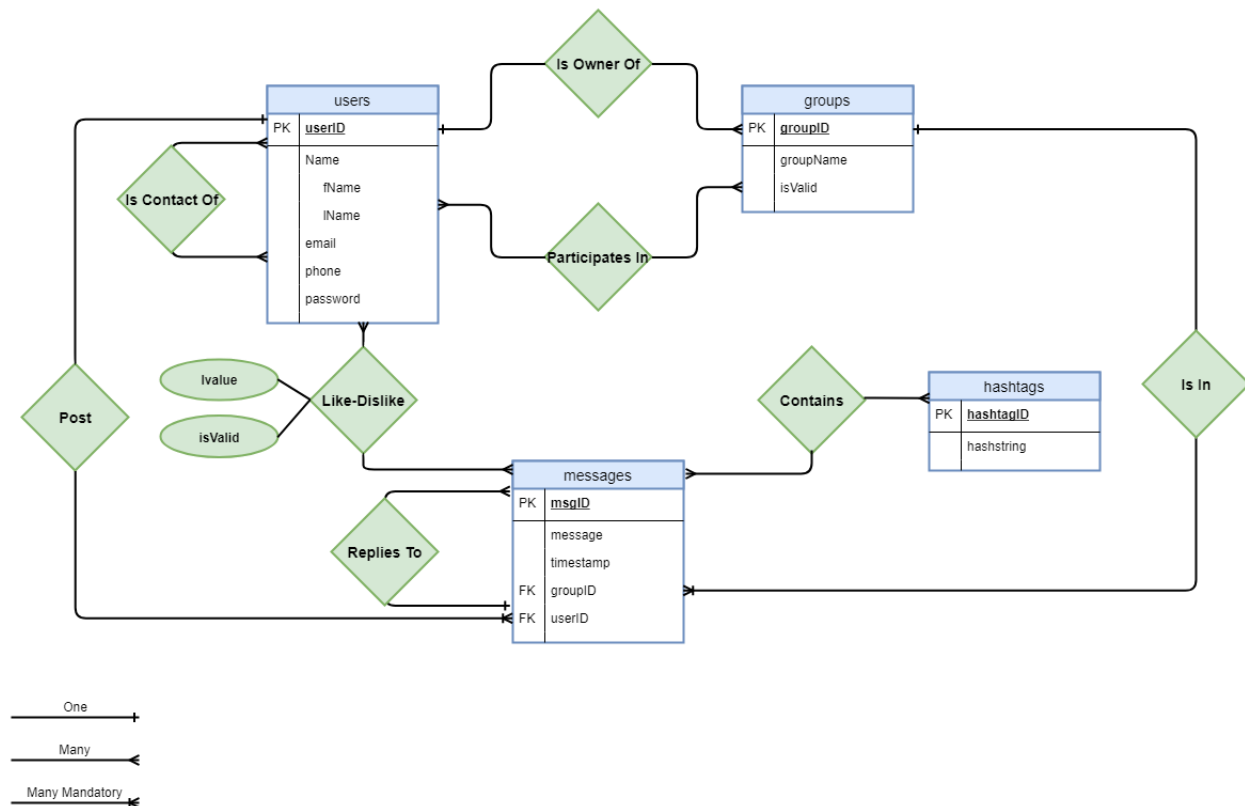 Is Owner Of
users
groups
PK userID
PK groupID
Name
groupName
fName
isValid
Is Contact Of
lName
email
Participates In
phone
password
lvalue
Like-Dislike
isValid
Post
Contains
hashtags
PK hashtagID
hashstring
Is In
messages
PK msgID
message
Replies To
timestamp
FK groupID
FK userID
One
Many
Many Mandatory